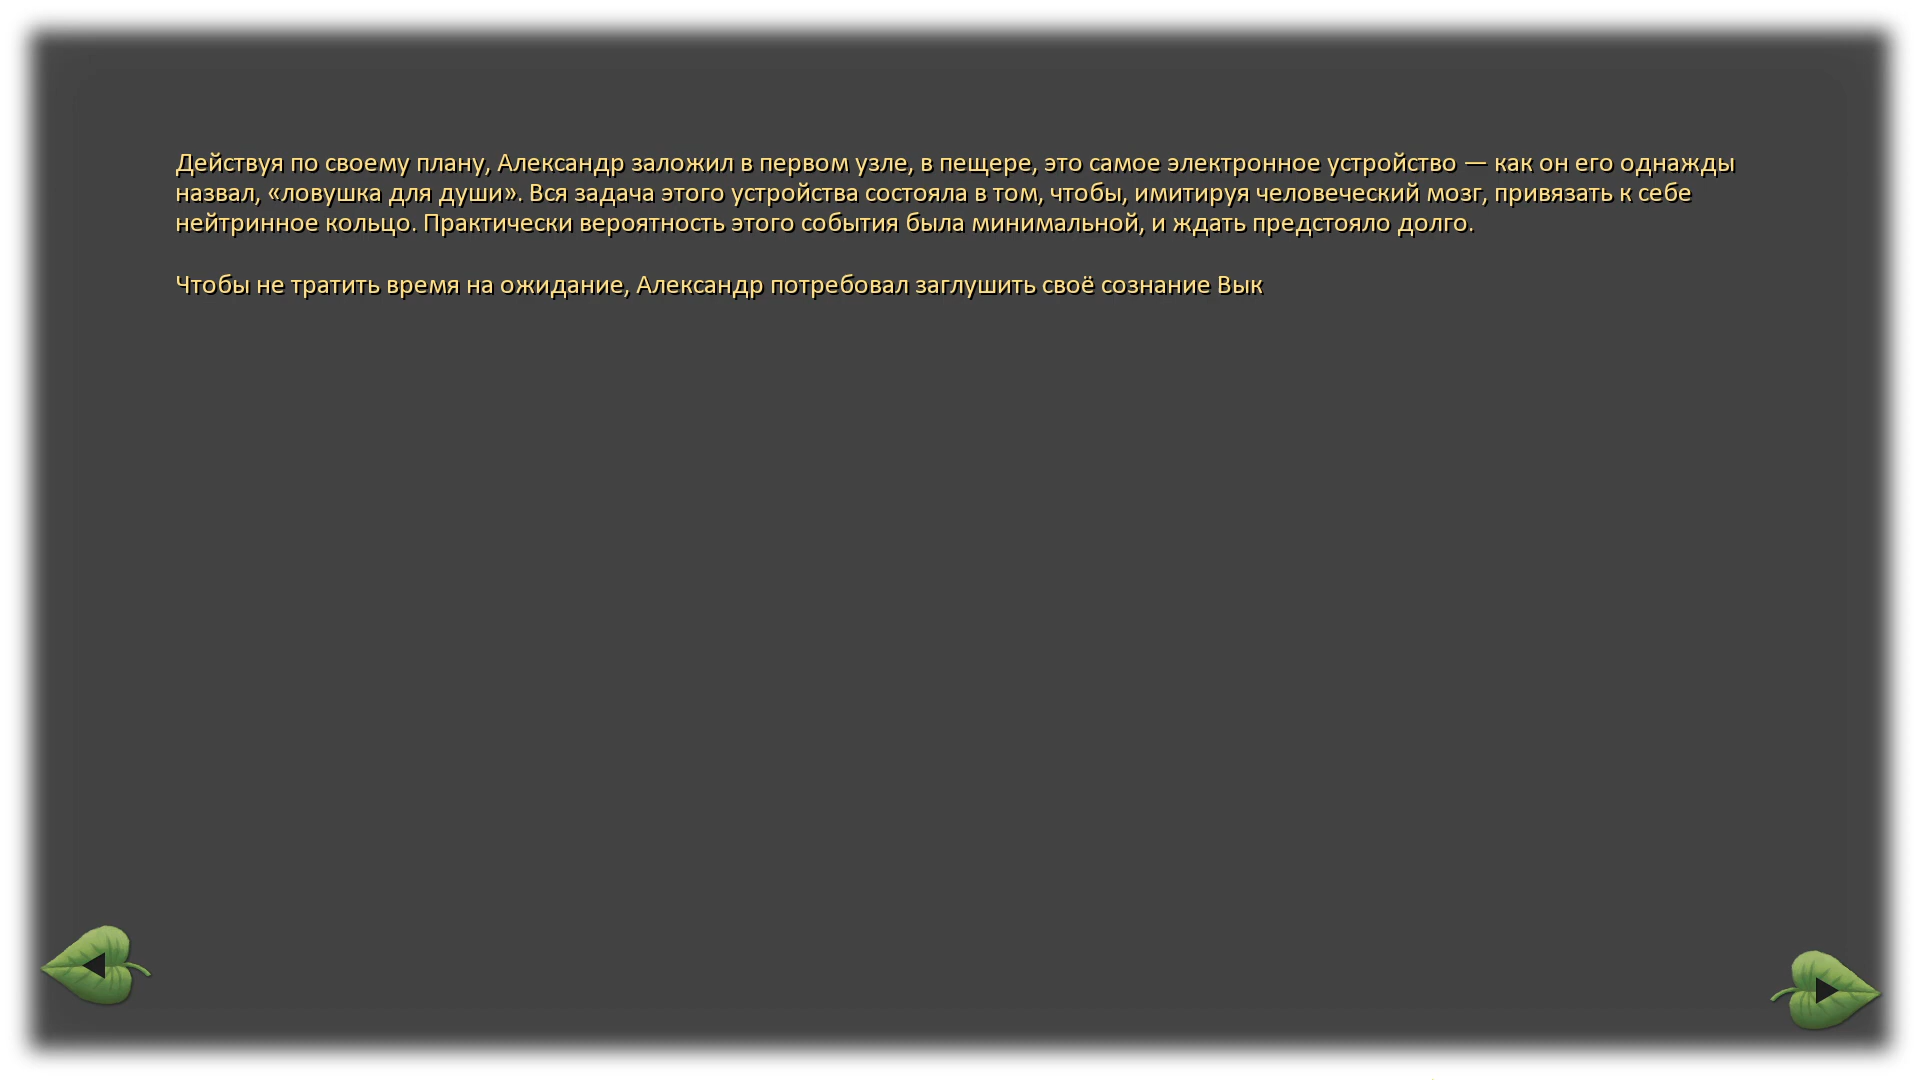 Действуя по своему плану, Александр заложил в первом узле, в пещере, это самое электронное устройство — как он его однажды
назвал, «ловушка для души». Вся задача этого устройства состояла в том, чтобы, имитируя человеческий мозг, привязать к себе
нейтринное кольцо. Практически вероятность этого события была минимальной, и ждать предстояло долго.
Чтобы не тратить время на ожидание, Александр потребовал заглушить своё сознание Вык